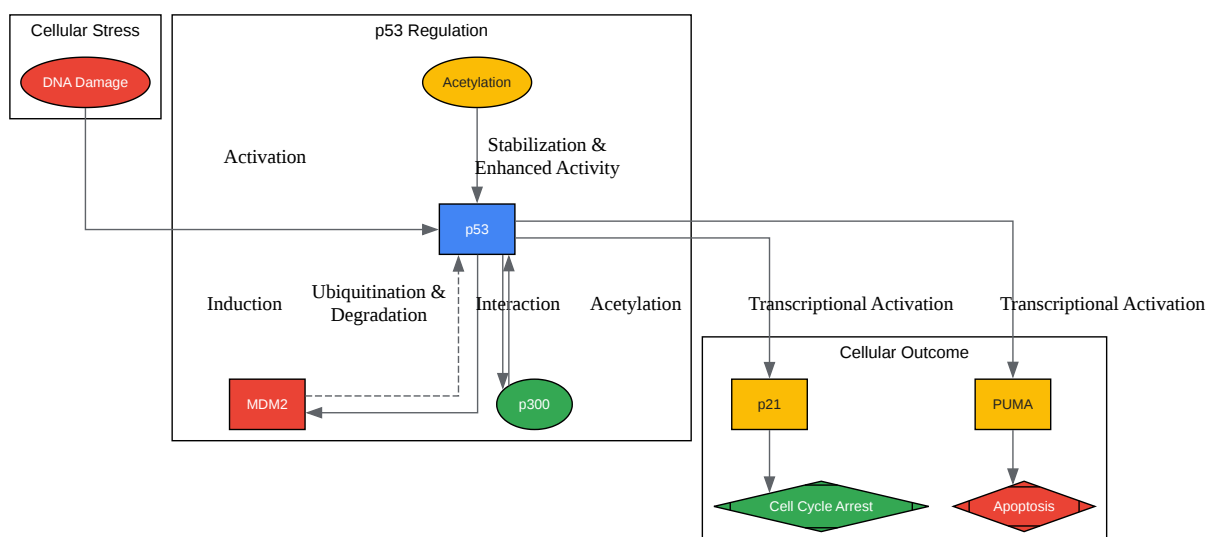 Cellular Stress
p53 Regulation
DNA Damage
Acetylation
Activation
Stabilization &
Enhanced Activity
p53
Induction
Ubiquitination &
Degradation
Interaction
Acetylation
Transcriptional Activation
Transcriptional Activation
Cellular Outcome
MDM2
p300
p21
PUMA
Cell Cycle Arrest
Apoptosis